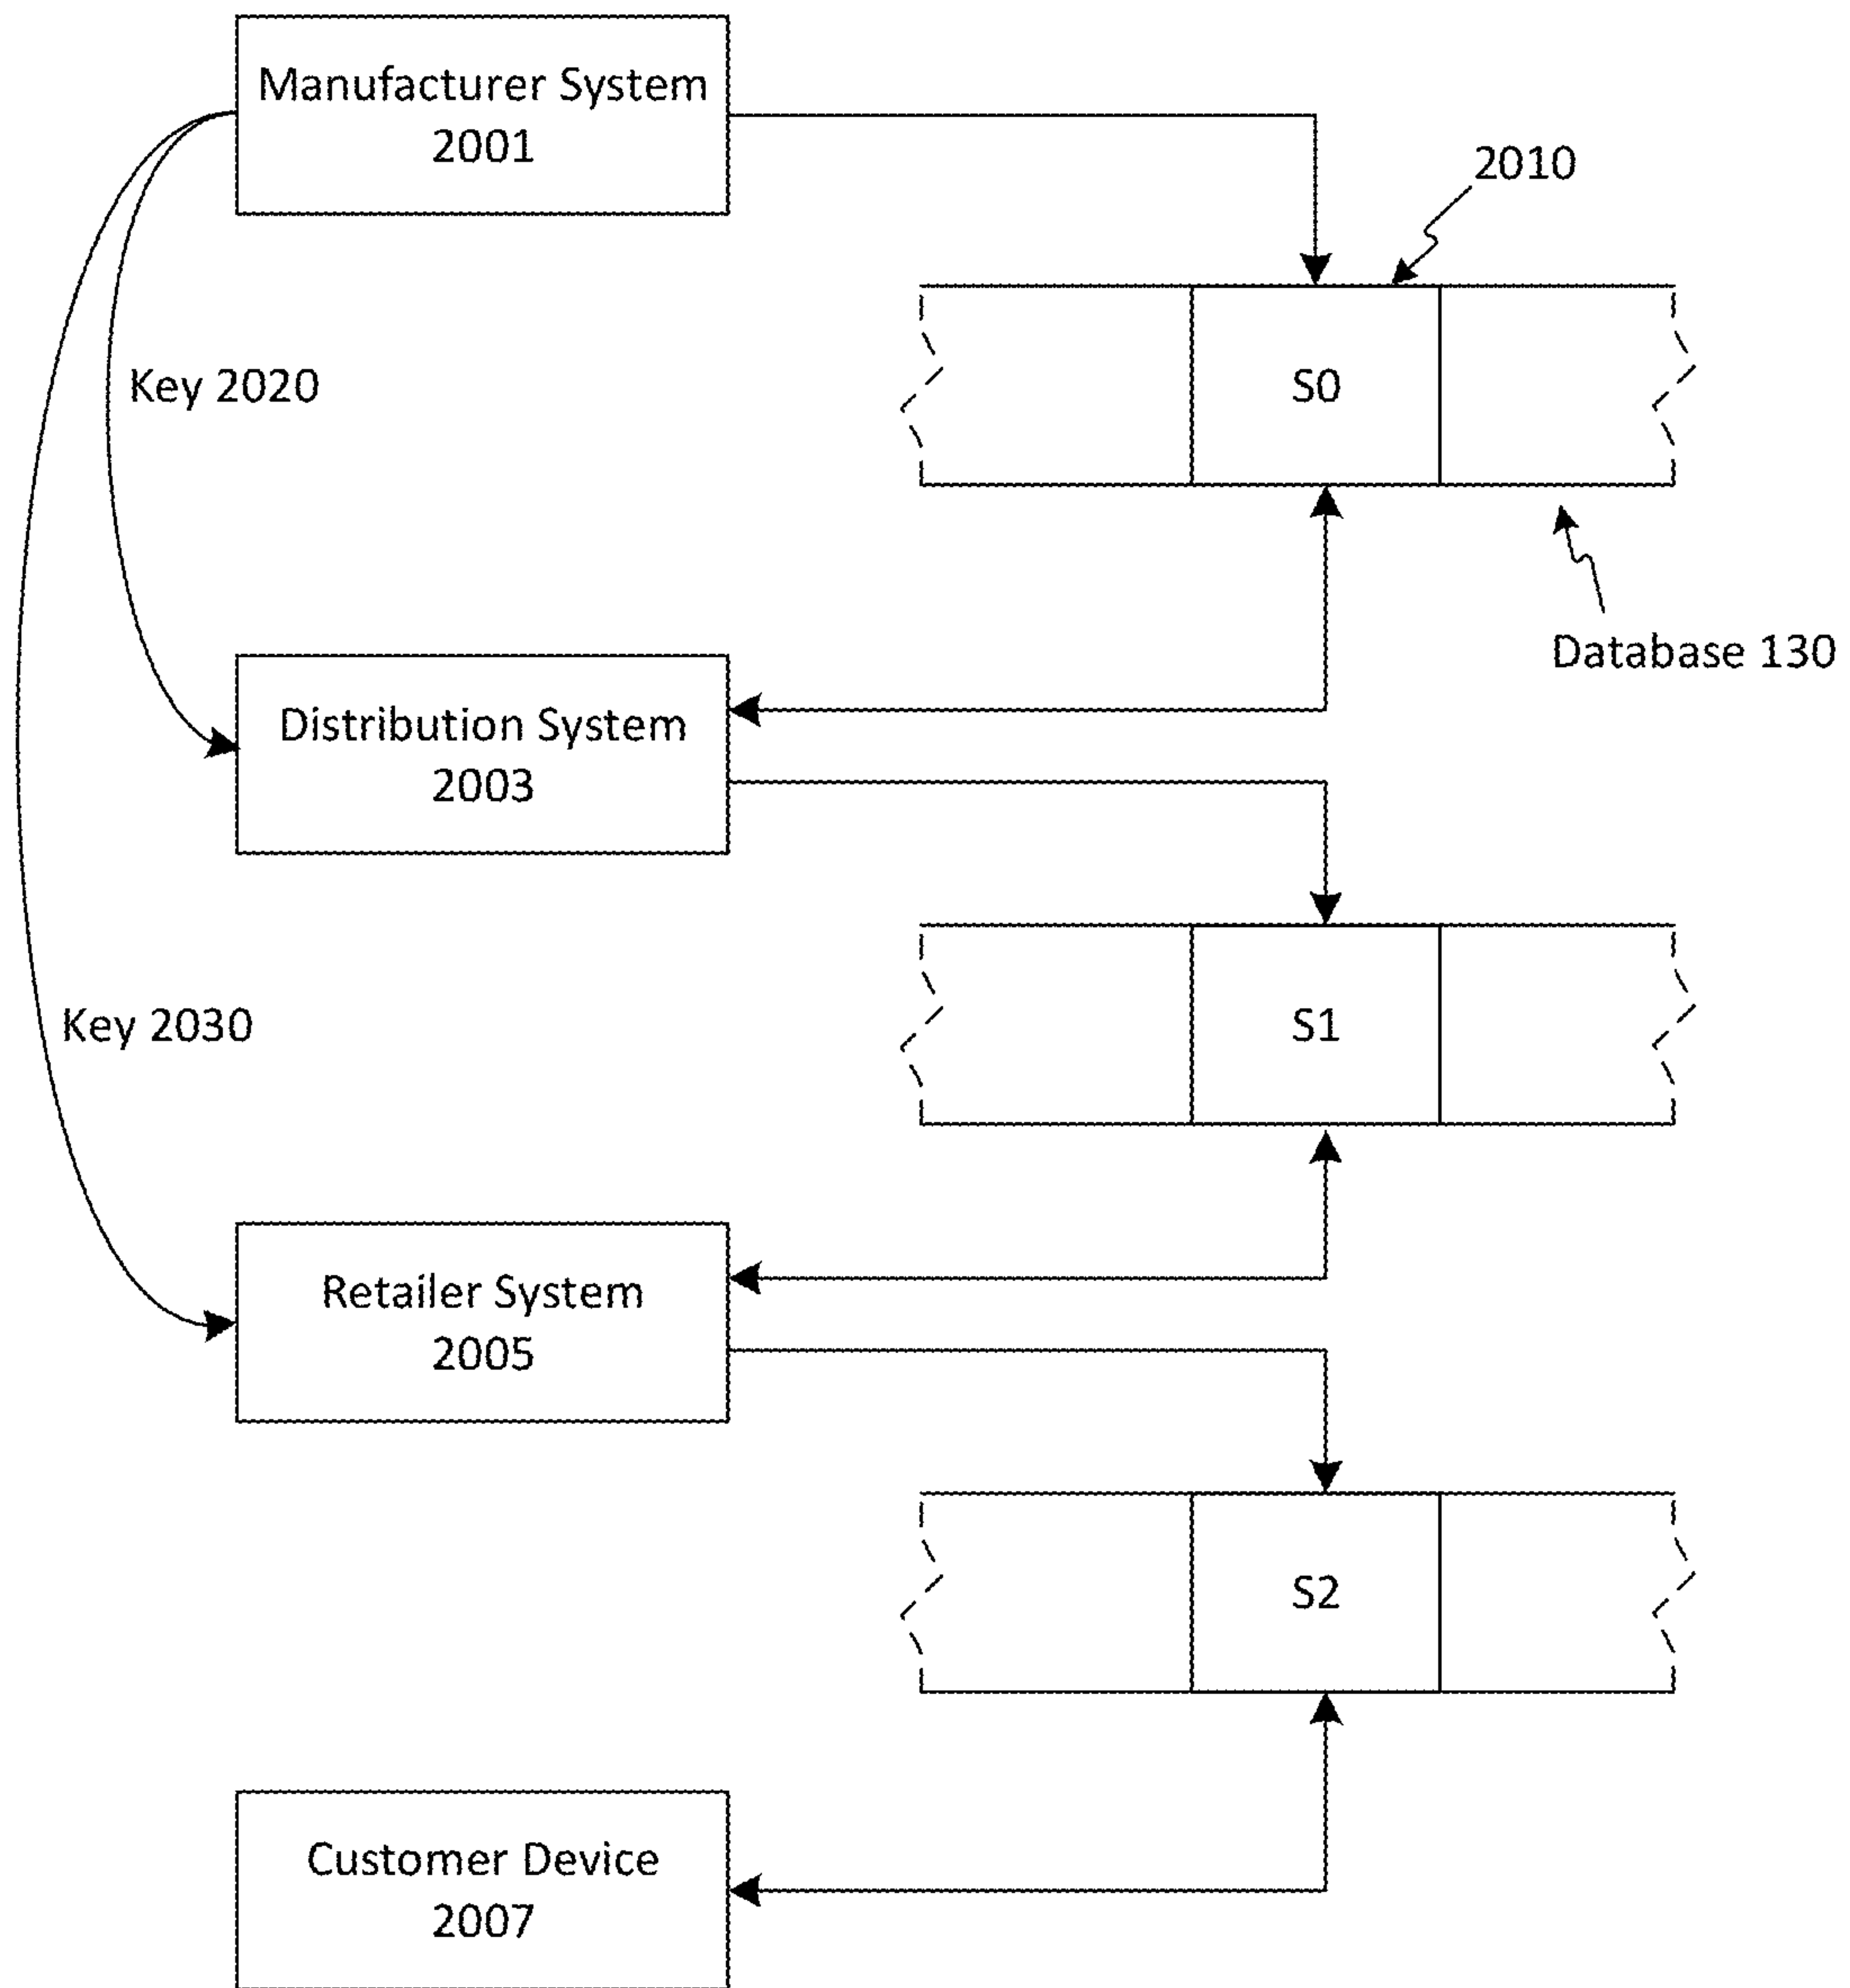 Manufacturer System
2001
2010
Key 2020
S0
Database 130
Distribution System
2003
Key 2030
S1
Retailer System
2005
S2
Customer Device
2007